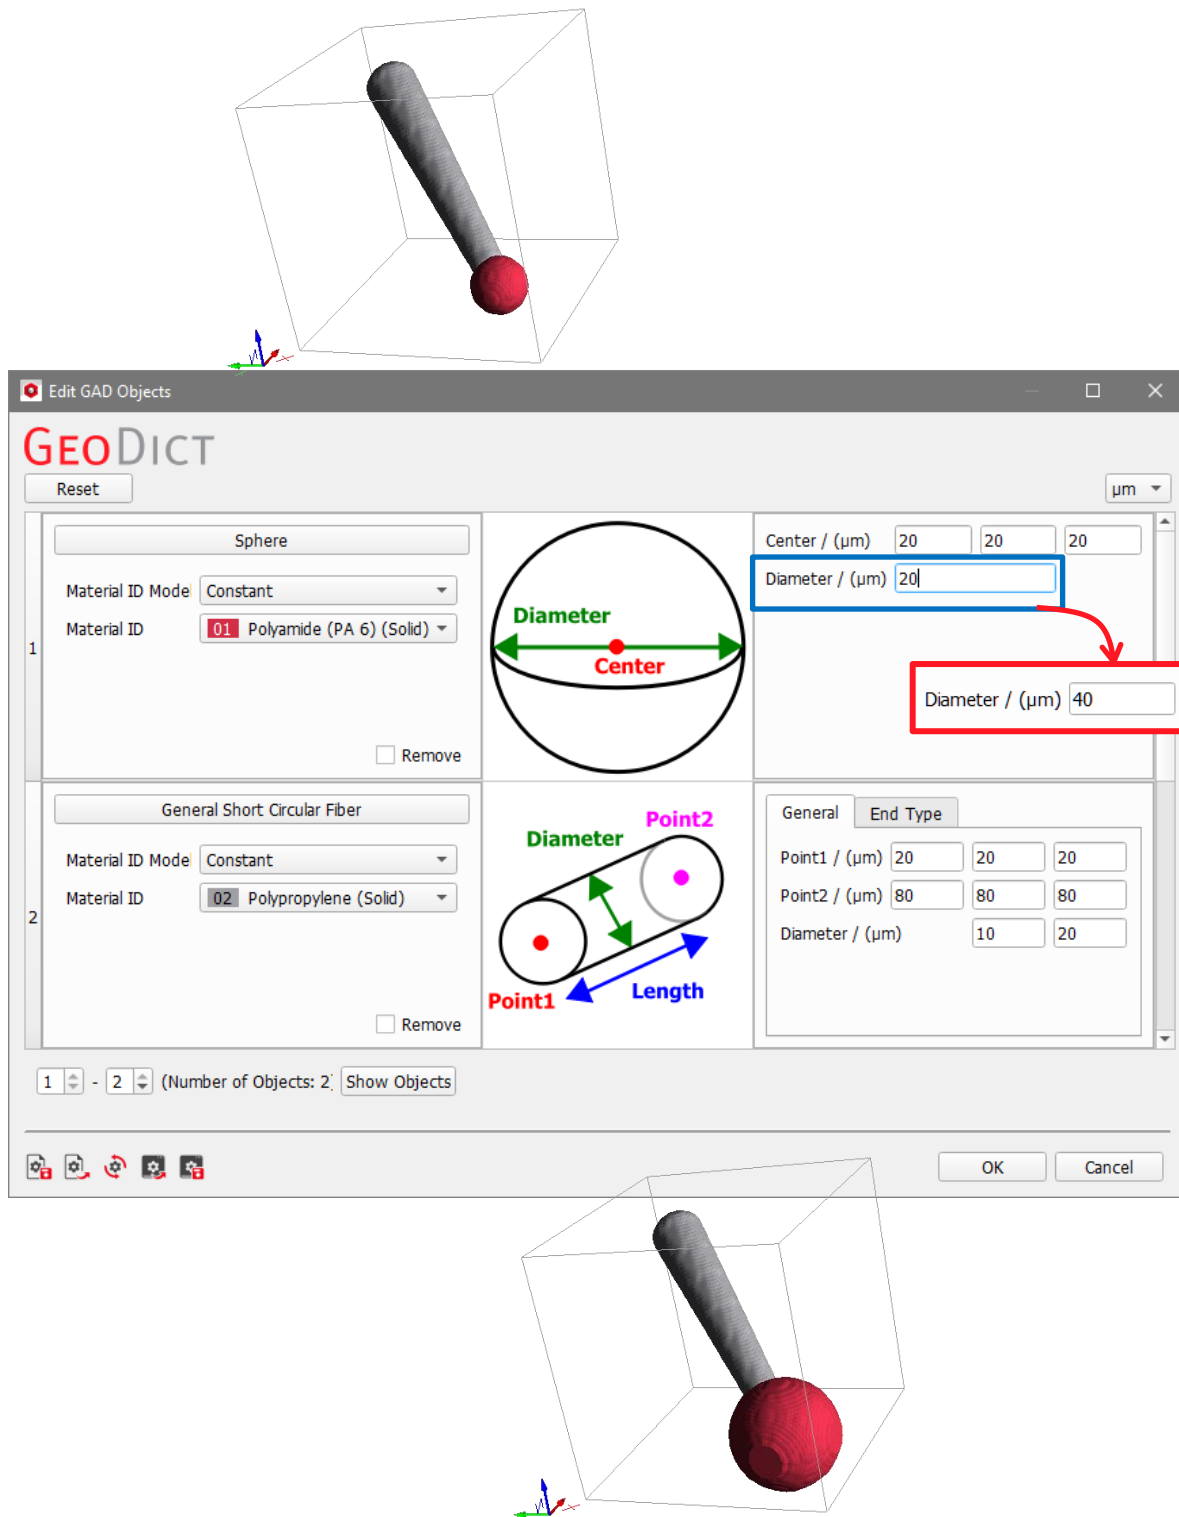 Edit GAD Objects
GEODICT
Reset
µm
1
Sphere
Material ID Model
Constant
Material ID
01 Polyamide (PA 6) (Solid)
Remove
Diameter
Center
Center / (µm) 20 20 20
Diameter / (µm) 20
Diameter / (µm) 40
2
General Short Circular Fiber
Material ID Model
Constant
Material ID
02 Polypropylene (Solid)
Remove
Point2
Diameter
Length
Point1
General End Type
Point1 / (µm) 20 20 20
Point2 / (µm) 80 80 80
Diameter / (µm) 10 20
1 - 2 (Number of Objects: 2) Show Objects
OK Cancel